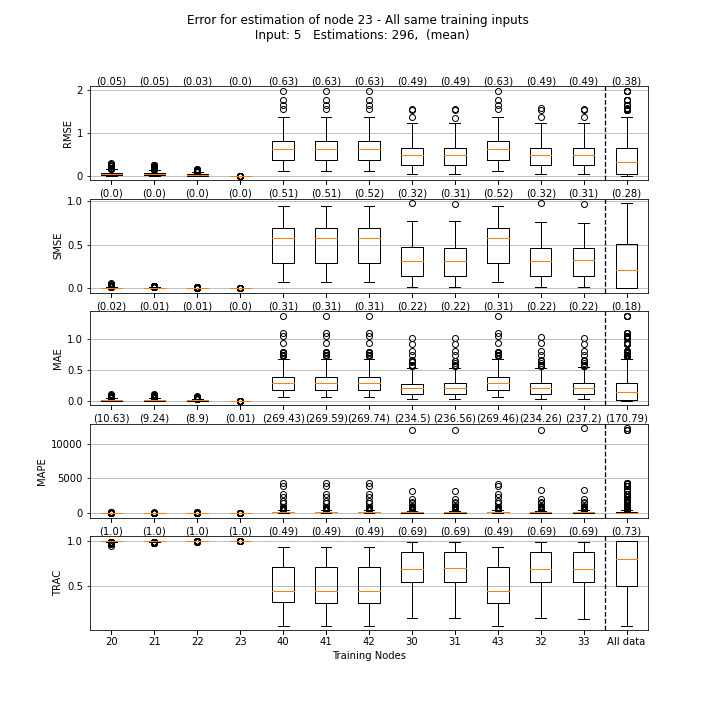 Error for estimation of node 23 - All same training inputs
Input: 5   Estimations: 296,  (mean)
(0.05) (0.05) (0.03) (0.0) (0.63) (0.63) (0.63) (0.49) (0.49) (0.63) (0.49) (0.49) (0.38)
2
1
0
RMSE
(0.0) (0.0) (0.0) (0.0) (0.51) (0.51) (0.52) (0.32) (0.31) (0.52) (0.32) (0.31) (0.28)
1.0
0.5
0.0
SMSE
(0.02) (0.01) (0.01) (0.0) (0.31) (0.31) (0.31) (0.22) (0.22) (0.31) (0.22) (0.22) (0.18)
1.0
0.5
0.0
MAE
(10.63) (9.24) (8.9) (0.01) (269.43) (269.59) (269.74) (234.5) (236.56) (269.46) (234.26) (237.2) (170.79)
10000
5000
0
MAPE
(1.0) (1.0) (1.0) (1.0) (0.49) (0.49) (0.49) (0.69) (0.69) (0.49) (0.69) (0.69) (0.73)
1.0
0.5
TRAC
20 21 22 23 40 41 42 30 31 43 32 33 All data
Training Nodes